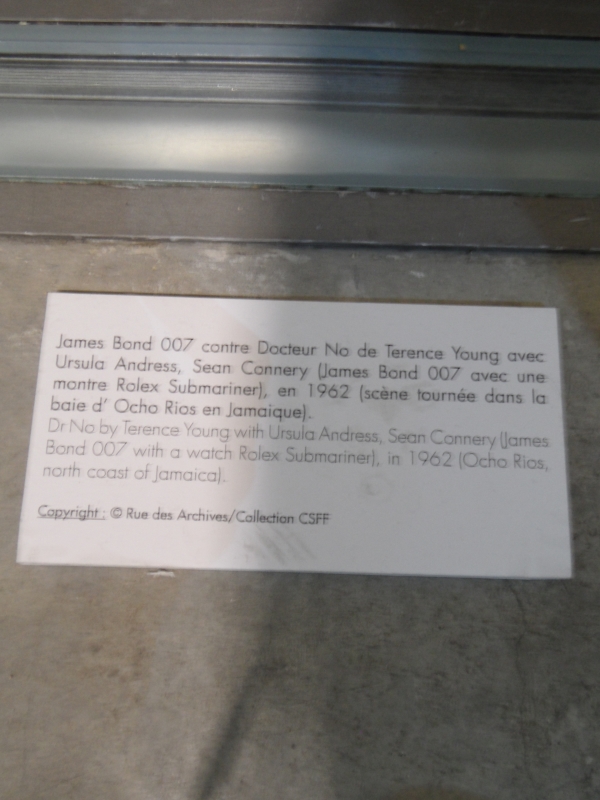 James Bond 007 contre Docteur No de Terence Young avec
Ursula Andress, Sean Connery (James Bond 007 avec une
montre Rolex Submariner), en 1962 (scène tournée dans la
baie d' Ocho Rios en Jamaique).
Dr No by Terence Young with Ursula Andress, Sean Connery (James
Bond 007 with a watch Rolex Submariner), in 1962 (Ocho Rios,
north coast of Jamaica).
Copyright : © Rue des Archives/Collection CSFF